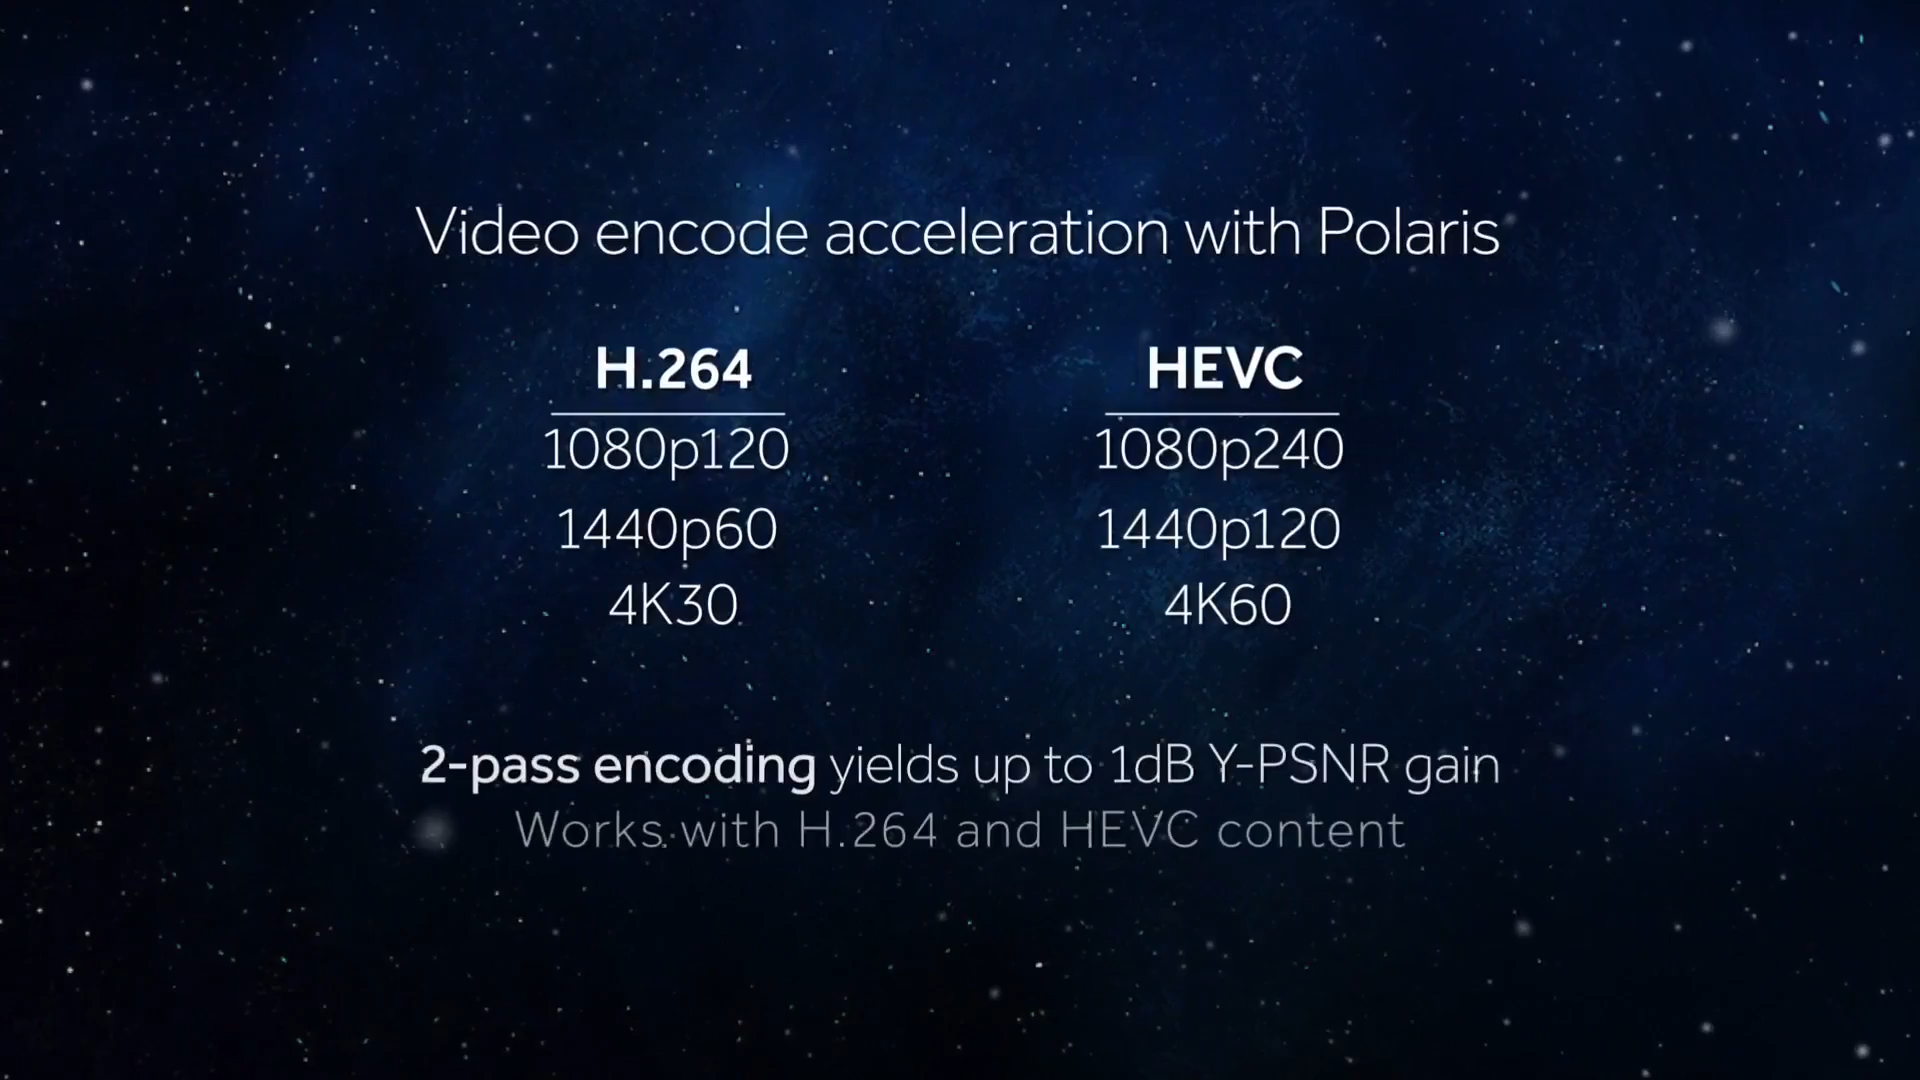 Video encode acceleration with Polaris
H.264 HEVC
1080p120 1080p240
1440p60 1440p120
4K30 4K60
2-pass encoding yields up to 1dB Y-PSNR gain
Works with H.264 and HEVC content